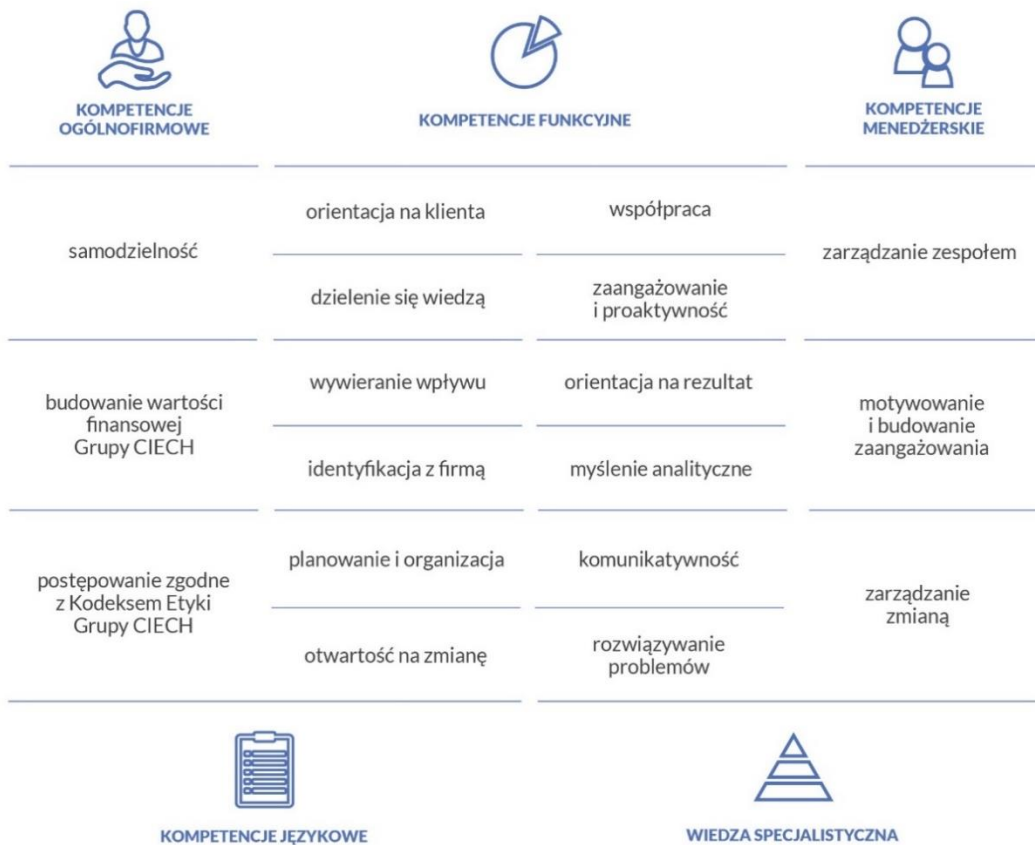 KOMPETENCJE
OGÓLNOFIRMOWE
KOMPETENCJE FUNKCYJNE
KOMPETENCJE
MENEDŻERSKIE
samodzielność
orientacja na klienta
współpraca
dzielenie się wiedzą
zaangażowanie
i proaktywność
zarządzanie zespołem
budowanie wartości
finansowej
Grupy CIECH
wywieranie wpływu
orientacja na rezultat
identyfikacja z firmą
myślenie analityczne
motywowanie
i budowanie
zaangażowania
postępowanie zgodne
z Kodeksem Etyki
Grupy CIECH
planowanie i organizacja
komunikatywność
otwartość na zmianę
rozwiązywanie
problemów
zarządzanie
zmianą
KOMPETENCJE JĘZYKOWE
WIEDZA SPECJALISTYCZNA